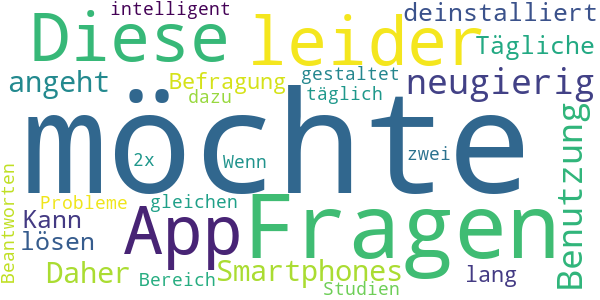 intelligent
Diese
leider
deinstalliert
Tägliche
angeht
Befragung
gestaltet
neugierig
dazu
täglich
möchte
2x
Wenn
zwei
Benutzung
Beantworten
Probleme
gleichen
Kann
App
Fragen
lösen
Daher
Bereich
Smartphones
lang
Studien